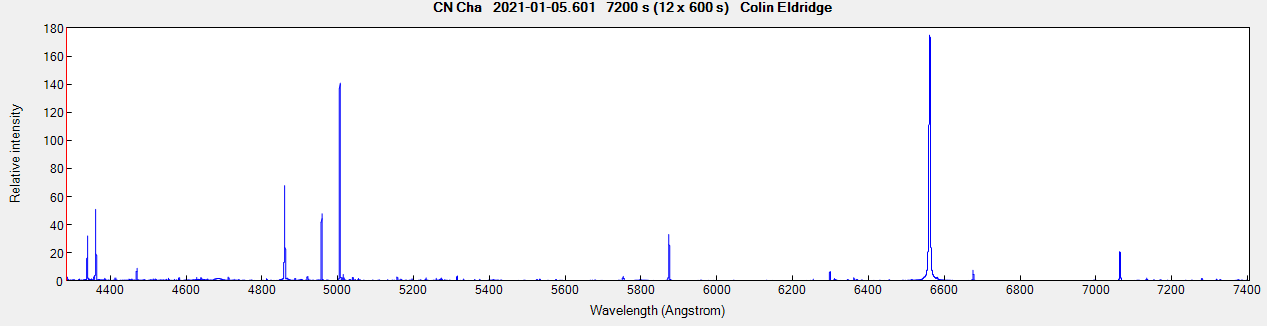 CN Cha 2021-01-05.601 7200 s (12 x 600 s) Colin Eldridge
Relative intensity
180
160
140
120
100
80
60
40
20
0
4400 4600 4800 5000 5200 5400 5600 5800 6000 6200 6400 6600 6800 7000 7200 7400
Wavelength (Angstrom)